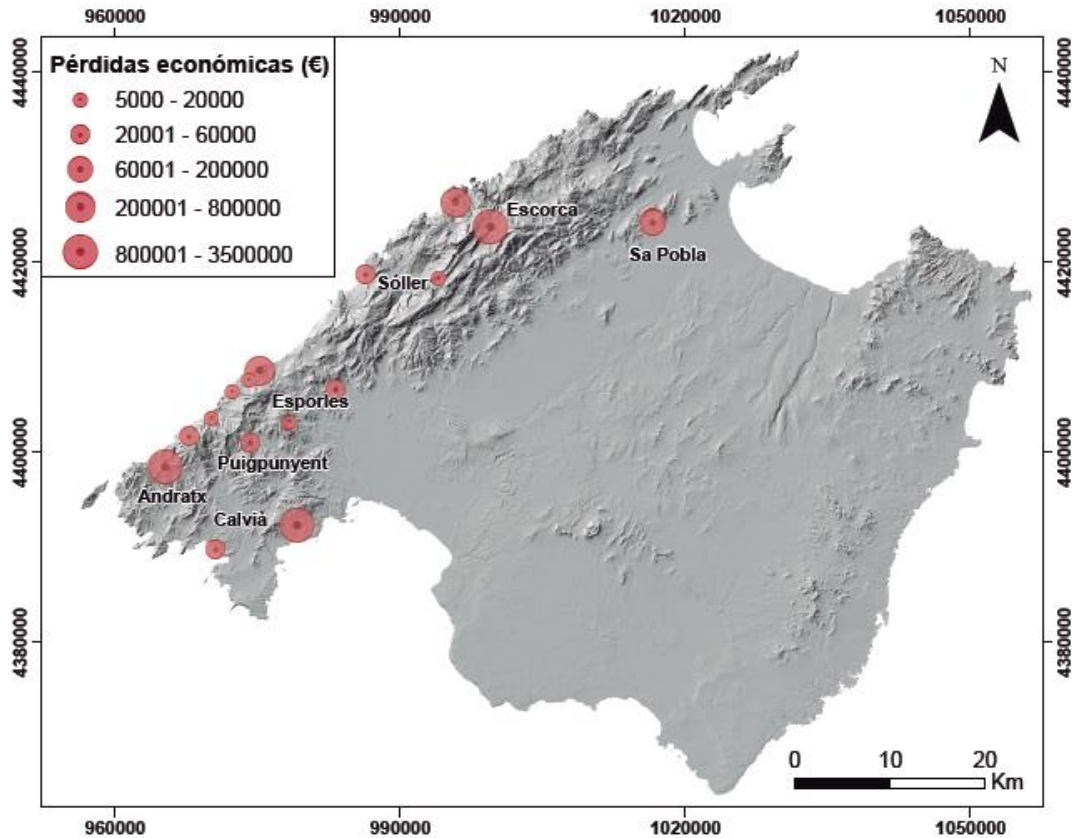 960000 990000 1020000 1050000
Pérdidas económicas (€)
5000 - 20000
20001 - 60000
60001 - 200000
200001 - 800000
800001 - 3500000
N
4440000 4440000
Escorca
Sa Pobla
4420000 4420000
Sóller
Esporles
4400000 4400000
Puigpunyent
Andratx
Calvià
4380000 4380000
0 10 20
Km
960000 990000 1020000 1050000